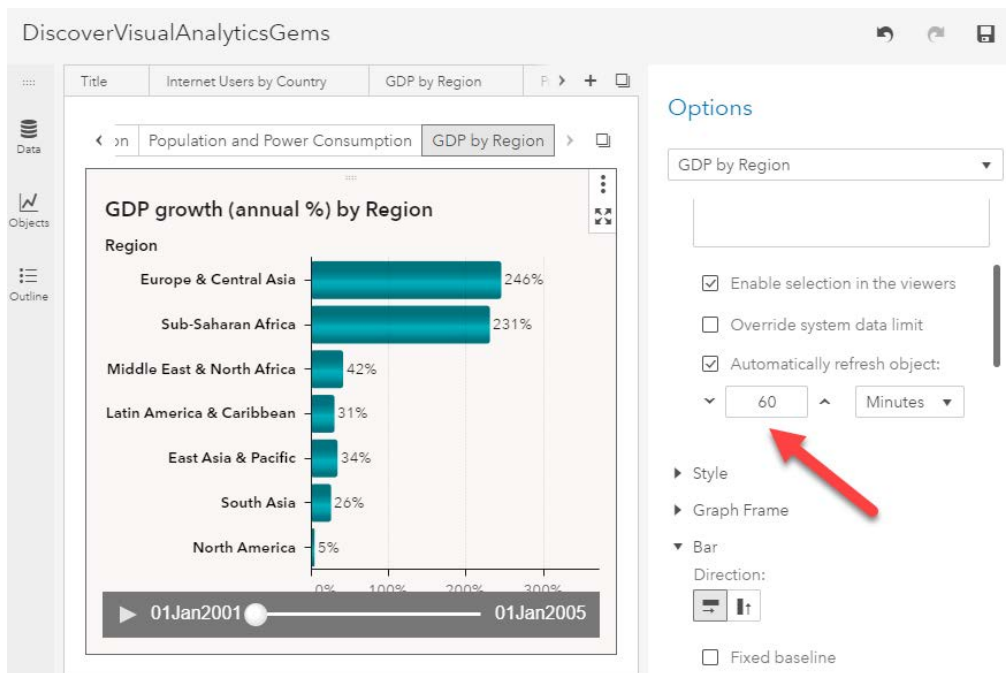 DiscoverVisualAnalyticsGems
Title
Internet Users by Country
GDP by Region
Data
Objects
Outline
Population and Power Consumption
GDP by Region
GDP growth (annual %) by Region
Region
Europe & Central Asia 246%
Sub-Saharan Africa 231%
Middle East & North Africa 42%
Latin America & Caribbean 31%
East Asia & Pacific 34%
South Asia 26%
North America 5%
0% 100% 200% 300%
01Jan2001 01Jan2005
Options
GDP by Region
Enable selection in the viewers
Override system data limit
Automatically refresh object:
60 Minutes
Style
Graph Frame
Bar
Direction:
Fixed baseline